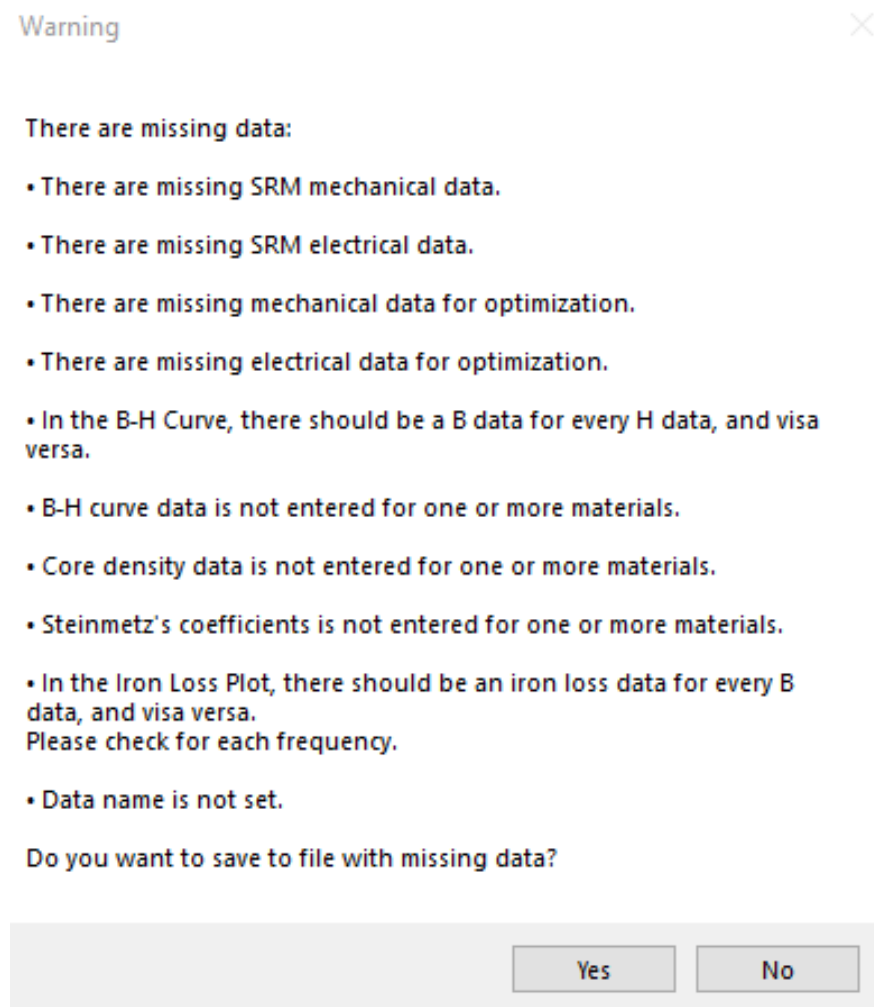 Warning
There are missing data:
• There are missing SRM mechanical data.
• There are missing SRM electrical data.
• There are missing mechanical data for optimization.
• There are missing electrical data for optimization.
• In the B-H Curve, there should be a B data for every H data, and visa
versa.
• B-H curve data is not entered for one or more materials.
• Core density data is not entered for one or more materials.
• Steinmetz's coefficients is not entered for one or more materials.
• In the Iron Loss Plot, there should be an iron loss data for every B
data, and visa versa.
Please check for each frequency.
• Data name is not set.
Do you want to save to file with missing data?
Yes No